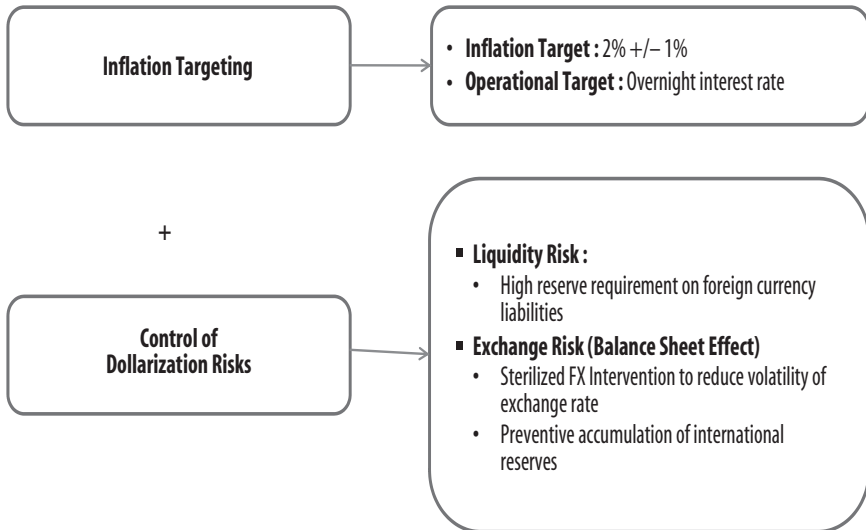 Inflation Targeting
• Inflation Target : 2% +/– 1%
• Operational Target : Overnight interest rate
+
Control of
Dollarization Risks
▪ Liquidity Risk :
• High reserve requirement on foreign currency
liabilities
▪ Exchange Risk (Balance Sheet Effect)
• Sterilized FX Intervention to reduce volatility of
exchange rate
• Preventive accumulation of international
reserves